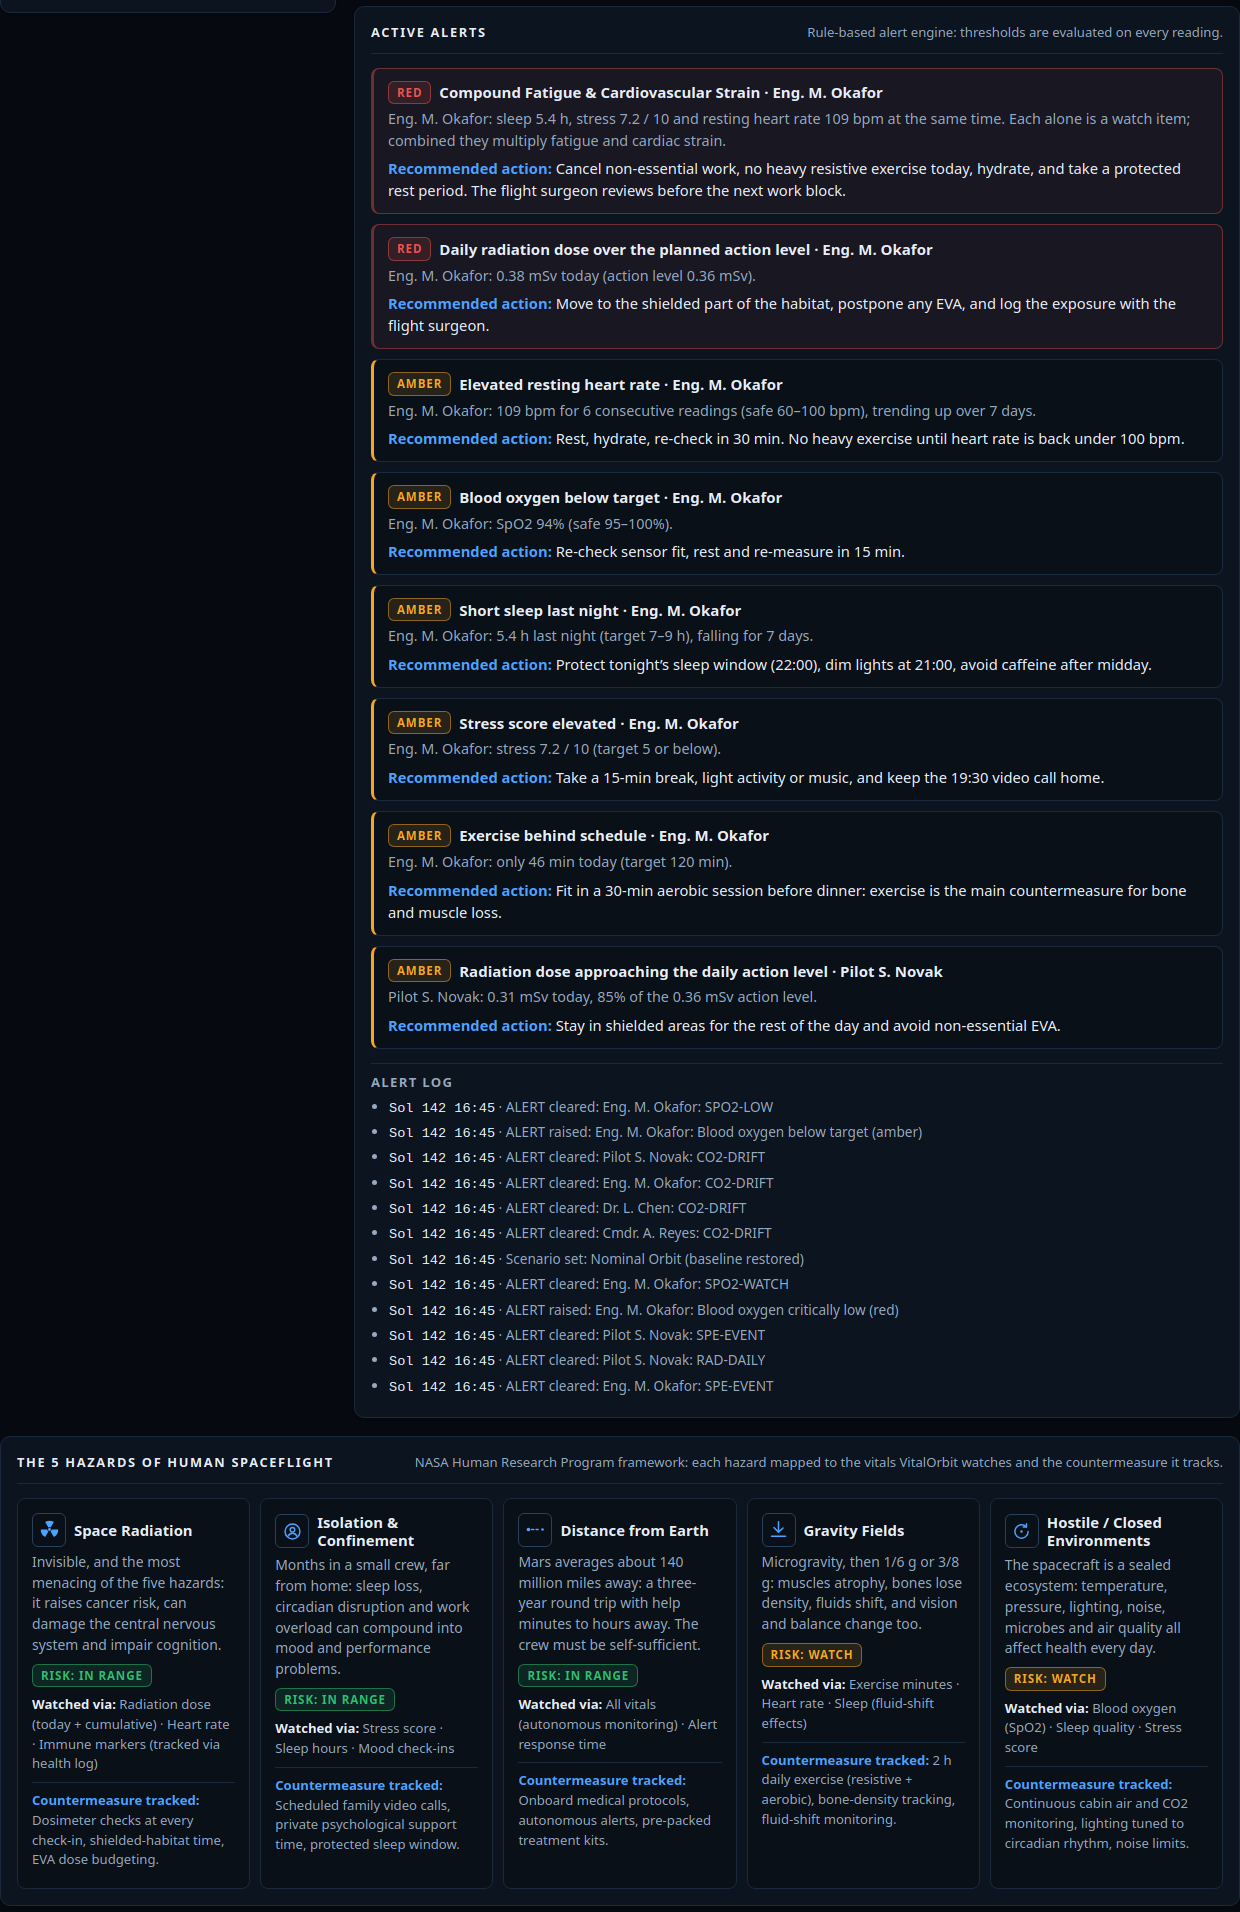 ACTIVE ALERTS
Rule-based alert engine: thresholds are evaluated on every reading.
RED Compound Fatigue & Cardiovascular Strain · Eng. M. Okafor
Eng. M. Okafor: sleep 5.4 h, stress 7.2 / 10 and resting heart rate 109 bpm at the same time. Each alone is a watch item;
combined they multiply fatigue and cardiac strain.
Recommended action: Cancel non-essential work, no heavy resistive exercise today, hydrate, and take a protected
rest period. The flight surgeon reviews before the next work block.
RED Daily radiation dose over the planned action level · Eng. M. Okafor
Eng. M. Okafor: 0.38 mSv today (action level 0.36 mSv).
Recommended action: Move to the shielded part of the habitat, postpone any EVA, and log the exposure with the
flight surgeon.
AMBER Elevated resting heart rate · Eng. M. Okafor
Eng. M. Okafor: 109 bpm for 6 consecutive readings (safe 60–100 bpm), trending up over 7 days.
Recommended action: Rest, hydrate, re-check in 30 min. No heavy exercise until heart rate is back under 100 bpm.
AMBER Blood oxygen below target · Eng. M. Okafor
Eng. M. Okafor: SpO2 94% (safe 95–100%).
Recommended action: Re-check sensor fit, rest and re-measure in 15 min.
AMBER Short sleep last night · Eng. M. Okafor
Eng. M. Okafor: 5.4 h last night (target 7–9 h), falling for 7 days.
Recommended action: Protect tonight’s sleep window (22:00), dim lights at 21:00, avoid caffeine after midday.
AMBER Stress score elevated · Eng. M. Okafor
Eng. M. Okafor: stress 7.2 / 10 (target 5 or below).
Recommended action: Take a 15-min break, light activity or music, and keep the 19:30 video call home.
AMBER Exercise behind schedule · Eng. M. Okafor
Eng. M. Okafor: only 46 min today (target 120 min).
Recommended action: Fit in a 30-min aerobic session before dinner: exercise is the main countermeasure for bone
and muscle loss.
AMBER Radiation dose approaching the daily action level · Pilot S. Novak
Pilot S. Novak: 0.31 mSv today, 85% of the 0.36 mSv action level.
Recommended action: Stay in shielded areas for the rest of the day and avoid non-essential EVA.
ALERT LOG
• Sol 142 16:45 · ALERT cleared: Eng. M. Okafor: SPO2-LOW
• Sol 142 16:45 · ALERT raised: Eng. M. Okafor: Blood oxygen below target (amber)
• Sol 142 16:45 · ALERT cleared: Pilot S. Novak: CO2-DRIFT
• Sol 142 16:45 · ALERT cleared: Eng. M. Okafor: CO2-DRIFT
• Sol 142 16:45 · ALERT cleared: Dr. L. Chen: CO2-DRIFT
• Sol 142 16:45 · ALERT cleared: Cmdr. A. Reyes: CO2-DRIFT
• Sol 142 16:45 · Scenario set: Nominal Orbit (baseline restored)
• Sol 142 16:45 · ALERT cleared: Eng. M. Okafor: SPO2-WATCH
• Sol 142 16:45 · ALERT raised: Eng. M. Okafor: Blood oxygen critically low (red)
• Sol 142 16:45 · ALERT cleared: Pilot S. Novak: SPE-EVENT
• Sol 142 16:45 · ALERT cleared: Pilot S. Novak: RAD-DAILY
• Sol 142 16:45 · ALERT cleared: Eng. M. Okafor: SPE-EVENT
THE 5 HAZARDS OF HUMAN SPACEFLIGHT
NASA Human Research Program framework: each hazard mapped to the vitals VitalOrbit watches and the countermeasure it tracks.
Space Radiation
Invisible, and the most
menacing of the five hazards:
it raises cancer risk, can
damage the central nervous
system and impair cognition.
RISK: IN RANGE
Watched via: Radiation dose
(today + cumulative) · Heart rate
· Immune markers (tracked via
health log)
Countermeasure tracked:
Dosimeter checks at every
check-in, shielded-habitat time,
EVA dose budgeting.
Isolation &
Confinement
Months in a small crew, far
from home: sleep loss,
circadian disruption and work
overload can compound into
mood and performance
problems.
RISK: IN RANGE
Watched via: Stress score ·
Sleep hours · Mood check-ins
Countermeasure tracked:
Scheduled family video calls,
private psychological support
time, protected sleep window.
Distance from Earth
Mars averages about 140
million miles away: a three-
year round trip with help
minutes to hours away. The
crew must be self-sufficient.
RISK: IN RANGE
Watched via: All vitals
(autonomous monitoring) · Alert
response time
Countermeasure tracked:
Onboard medical protocols,
autonomous alerts, pre-packed
treatment kits.
Gravity Fields
Microgravity, then 1/6 g or 3/8
g: muscles atrophy, bones lose
density, fluids shift, and vision
and balance change too.
RISK: WATCH
Watched via: Exercise minutes ·
Heart rate · Sleep (fluid-shift
effects)
Countermeasure tracked: 2 h
daily exercise (resistive +
aerobic), bone-density tracking,
fluid-shift monitoring.
Hostile / Closed
Environments
The spacecraft is a sealed
ecosystem: temperature,
pressure, lighting, noise,
microbes and air quality all
affect health every day.
RISK: WATCH
Watched via: Blood oxygen
(SpO2) · Sleep quality · Stress
score
Countermeasure tracked:
Continuous cabin air and CO2
monitoring, lighting tuned to
circadian rhythm, noise limits.